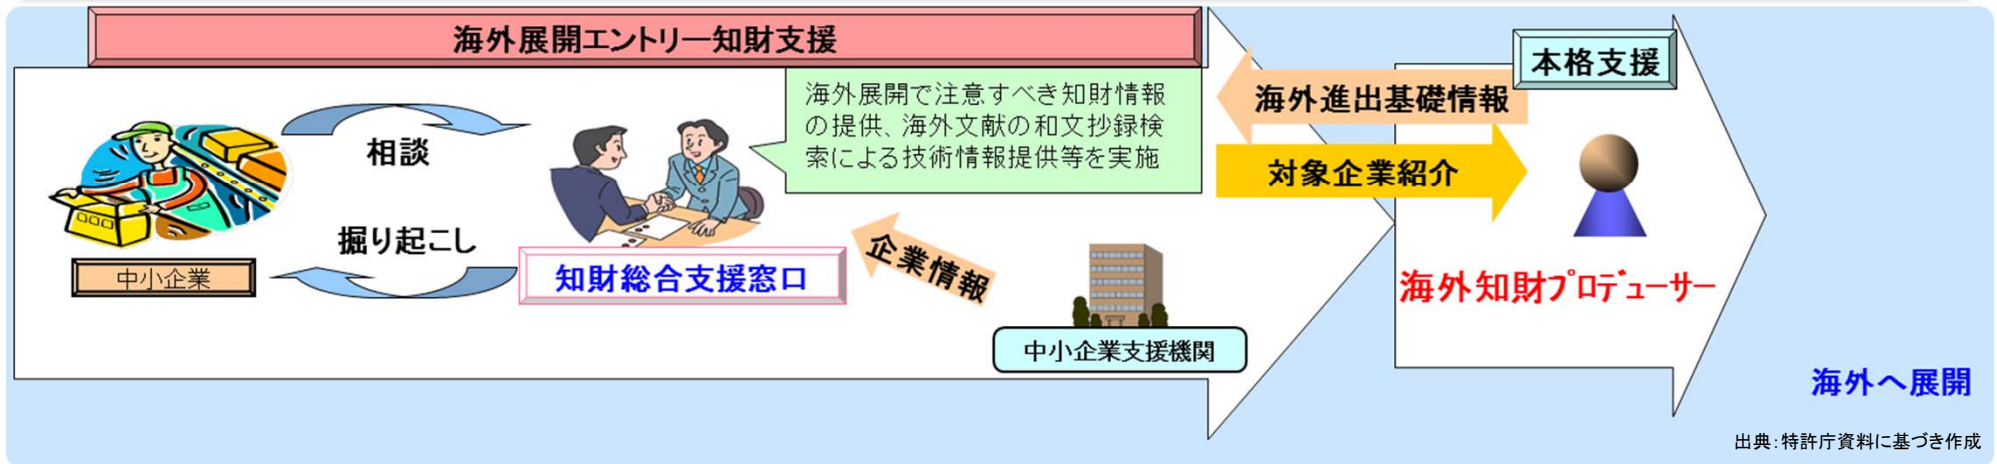 海外展開エントリー知財支援
本格支援
海外展開で注意すべき知財情報
の提供、海外文献の和文抄録検
索による技術情報提供等を実施
海外進出基礎情報
対象企業紹介
相談
掘り起こし
中小企業
知財総合支援窓口
企業情報
中小企業支援機関
海外知財プロデューサー
海外へ展開
出典：特許庁資料に基づき作成